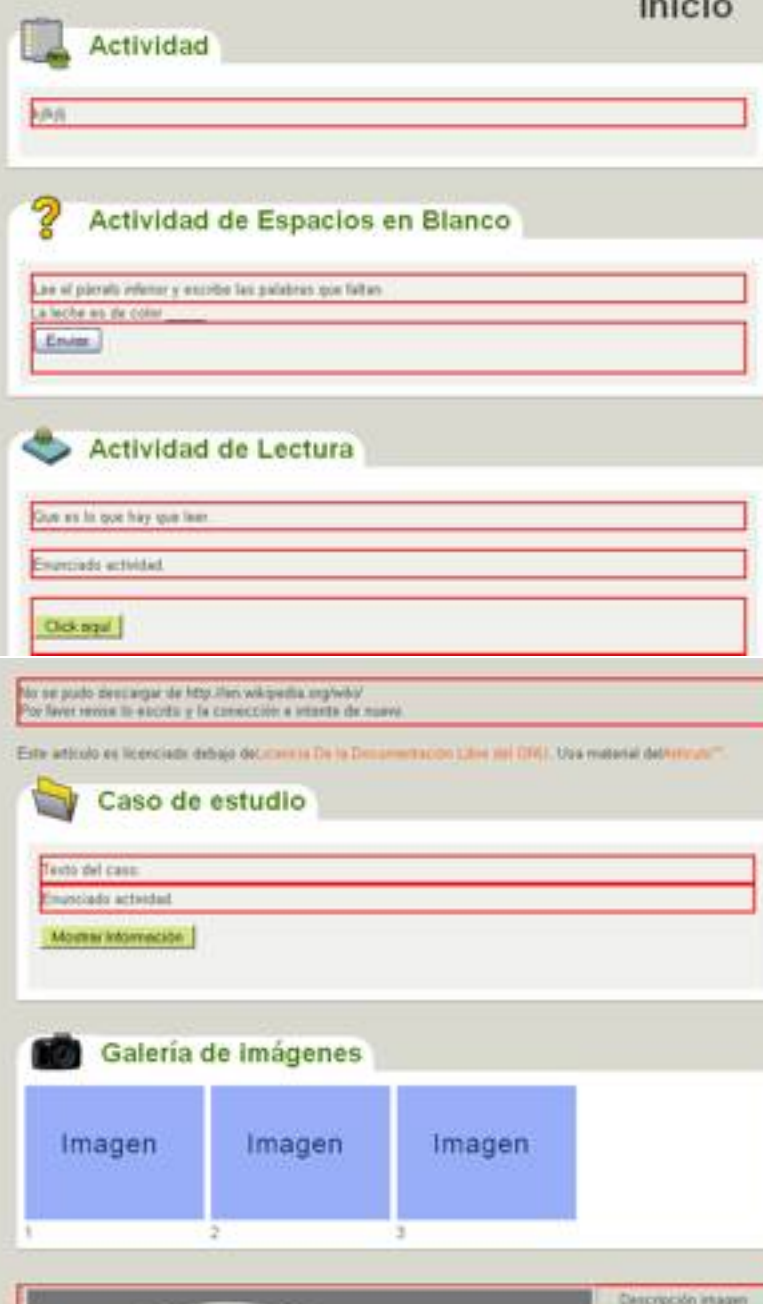 Inicio
Actividad
Actividad de Espacios en Blanco
Lee el párrafo inferior y escribe las palabras que faltan
La leche es de color _____
Enviar
Actividad de Lectura
Que es lo que hay que leer
Enunciado actividad
Click aquí
No se pudo descargar de http://en.wikipedia.org/wiki/
Por favor revise lo escrito y la conección e intente de nuevo.
Este artículo es licenciado debajo deLicencia De la Documentación Libre del GNU. Usa material delArtículo"".
Caso de estudio
Texto del caso.
Enunciado actividad
Mostrar Información
Galería de imágenes
Imagen Imagen Imagen
1 2 3
Descripción imagen